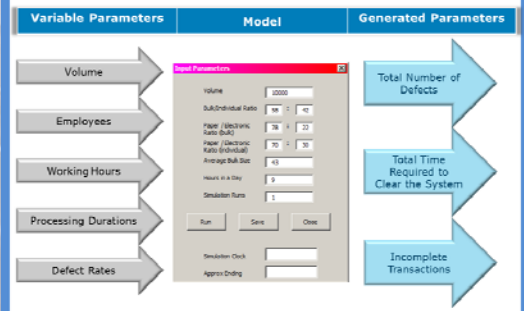 Variable Parameters
Model
Generated Parameters
Volume
Employees
Working Hours
Processing Durations
Defect Rates
Input Parameters
Volume 10000
Bulk/Individual Ratio 58 : 42
Paper /Electronic
Ratio (bulk) 78 : 22
Paper /Electronic
Ratio (individual) 70 : 30
Average Bulk Size 43
Hours in a Day 9
Simulation Runs 1
Run Save Close
Simulation Clock
Approx Ending
Total Number of
Defects
Total Time
Required to
Clear the System
Incomplete
Transactions